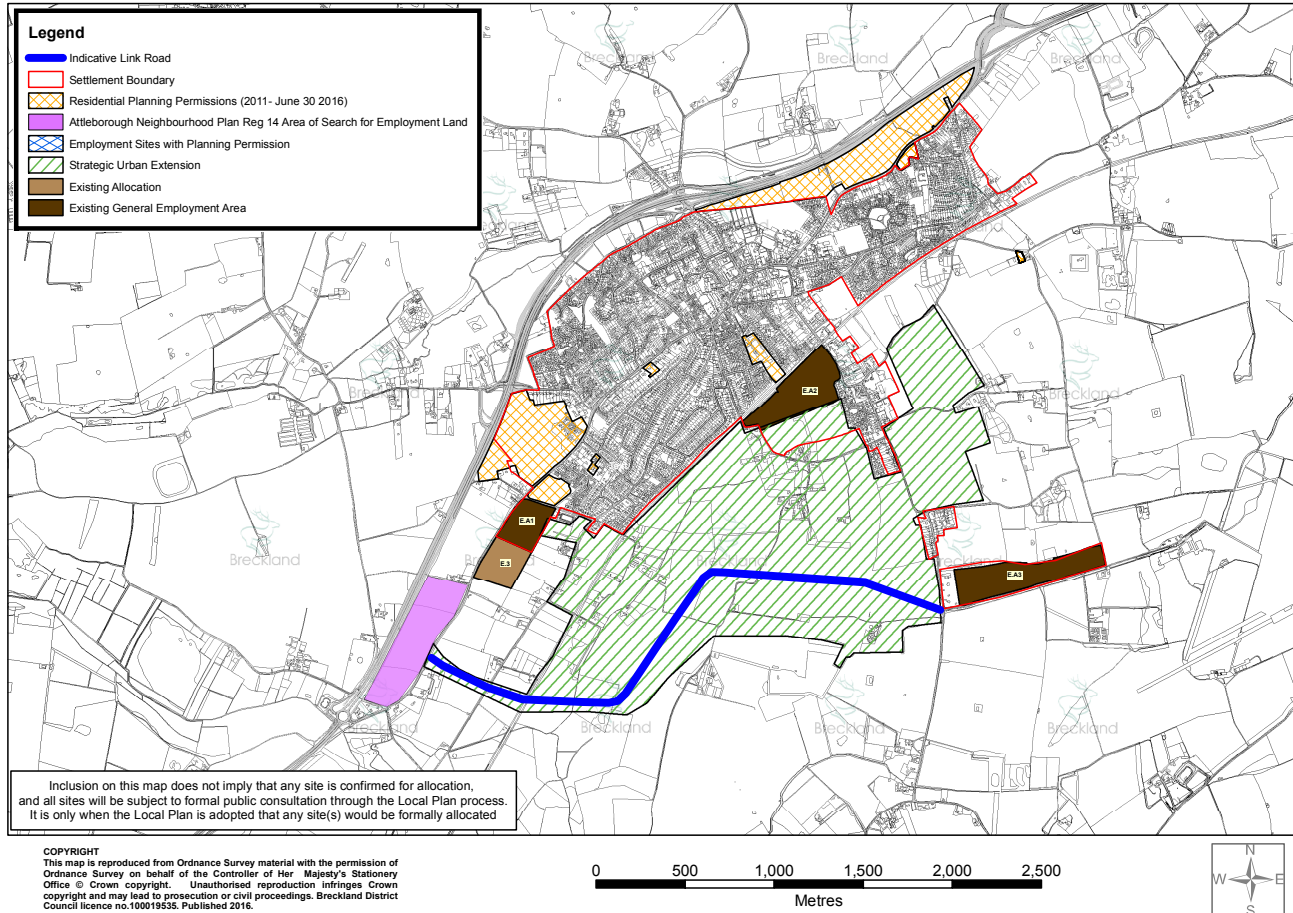 Legend
Indicative Link Road
Settlement Boundary
Residential Planning Permissions (2011- June 30 2016)
Attleborough Neighbourhood Plan Reg 14 Area of Search for Employment Land
Employment Sites with Planning Permission
Strategic Urban Extension
Existing Allocation
Existing General Employment Area
Breckland
Breckland
Breckland
E.A2
E.A1
E.3
E.A3
Breckland
Breckland
Breckland
Breckland
Breckland
Inclusion on this map does not imply that any site is confirmed for allocation,
and all sites will be subject to formal public consultation through the Local Plan process.
It is only when the Local Plan is adopted that any site(s) would be formally allocated
COPYRIGHT
This map is reproduced from Ordnance Survey material with the permission of
Ordnance Survey on behalf of the Controller of Her Majesty's Stationery
Office © Crown copyright. Unauthorised reproduction infringes Crown
copyright and may lead to prosecution or civil proceedings. Breckland District
Council licence no.100019535. Published 2016.
0 500 1,000 1,500 2,000 2,500
Metres
N
W E
S